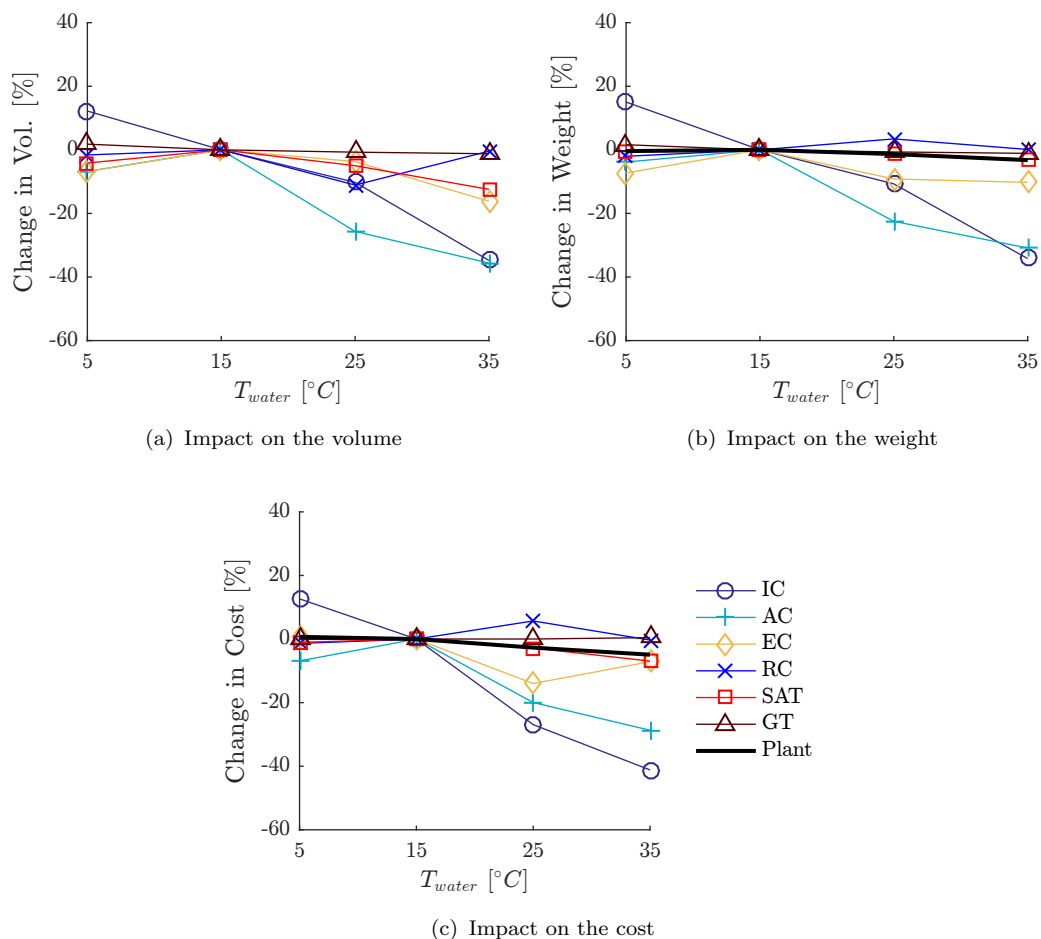 40
20
0
-20
-40
-60
Change in Vol. [%]
5 15 25 35
T_water [°C]
(a) Impact on the volume
40
20
0
-20
-40
-60
Change in Weight [%]
5 15 25 35
T_water [°C]
(b) Impact on the weight
40
20
0
-20
-40
-60
Change in Cost [%]
5 15 25 35
T_water [°C]
IC
AC
EC
RC
SAT
GT
Plant
(c) Impact on the cost